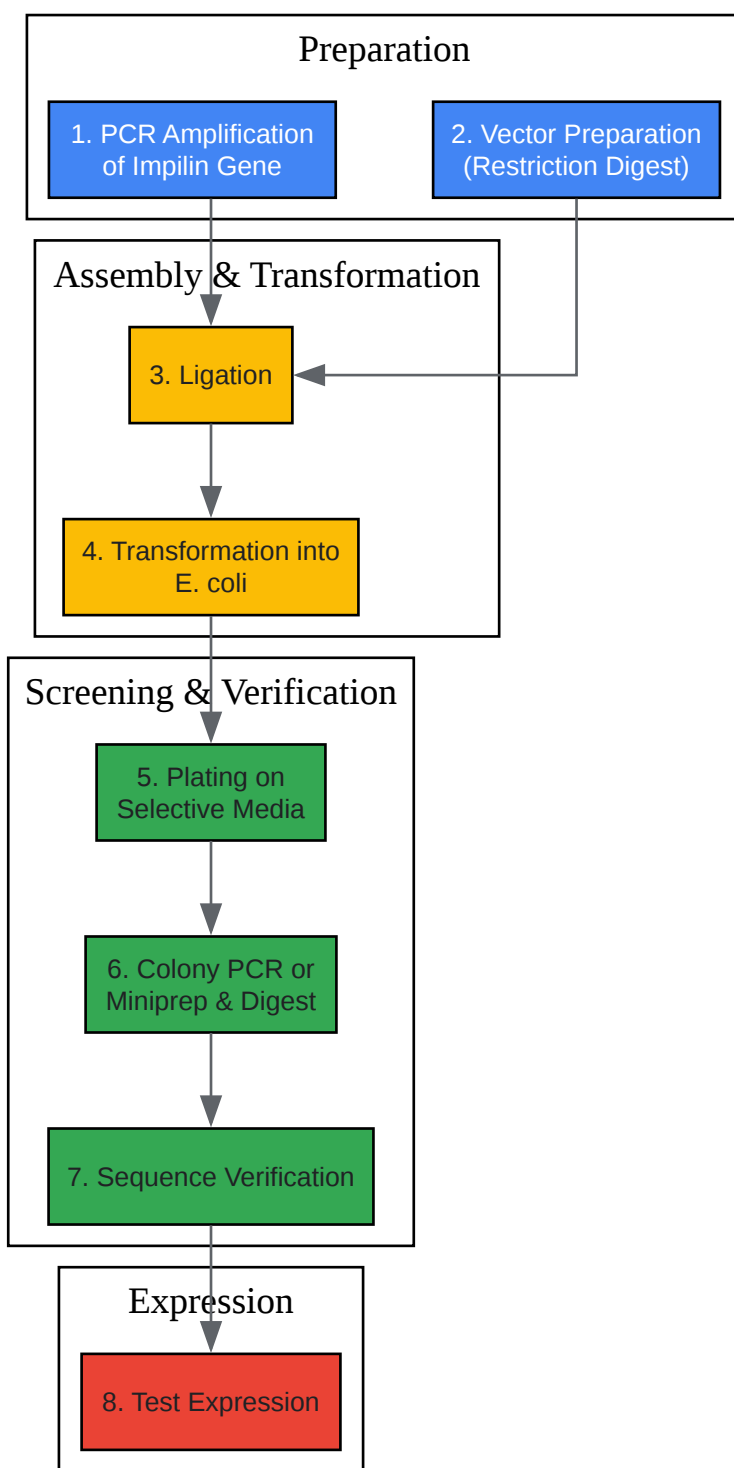 Preparation
1. PCR Amplification
of Impilin Gene
2. Vector Preparation
(Restriction Digest)
Assembly & Transformation
3. Ligation
4. Transformation into
E. coli
Screening & Verification
5. Plating on
Selective Media
6. Colony PCR or
Miniprep & Digest
7. Sequence Verification
Expression
8. Test Expression